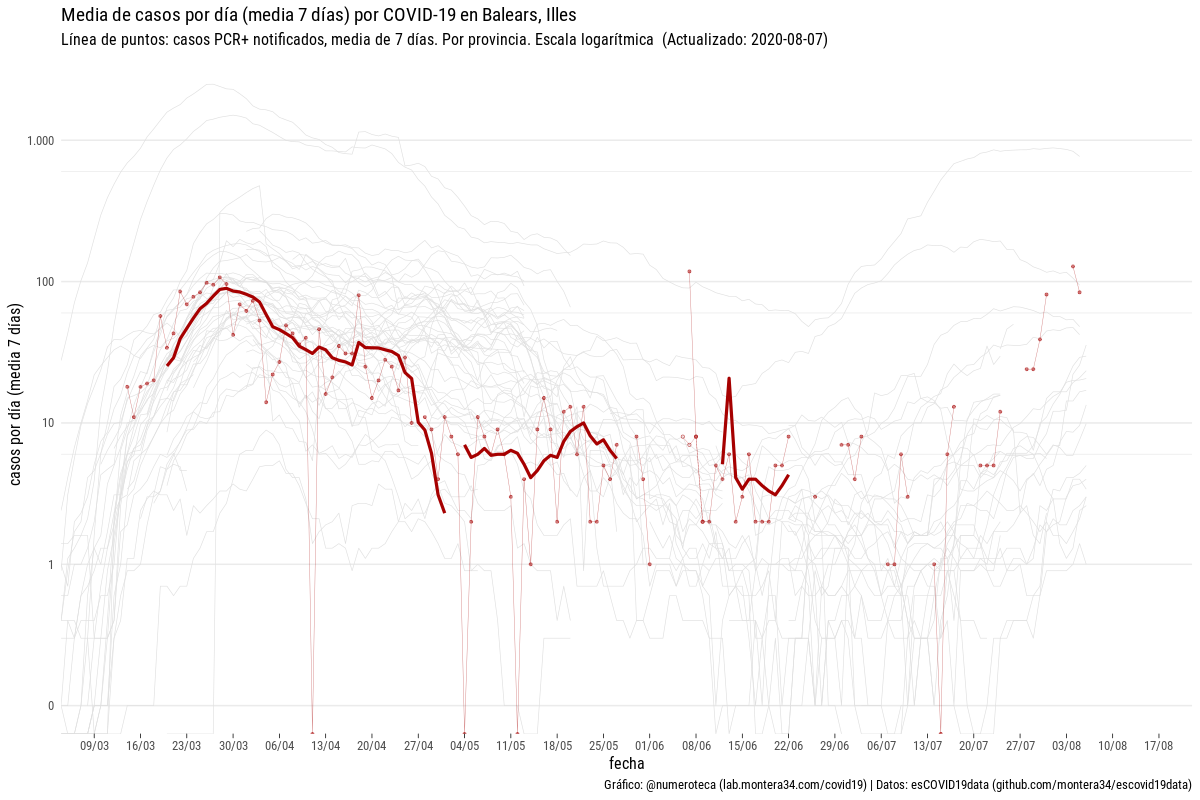 Media de casos por día (media 7 días) por COVID-19 en Balears, Illes
Línea de puntos: casos PCR+ notificados, media de 7 días. Por provincia. Escala logarítmica (Actualizado: 2020-08-07)
casos por día (media 7 días)
1.000
100
10
1
0
09/03 16/03 23/03 30/03 06/04 13/04 20/04 27/04 04/05 11/05 18/05 25/05 01/06 08/06 15/06 22/06 29/06 06/07 13/07 20/07 27/07 03/08 10/08 17/08
fecha
Gráfico: @numeroteca (lab.montera34.com/covid19) | Datos: esCOVID19data (github.com/montera34/escovid19data)